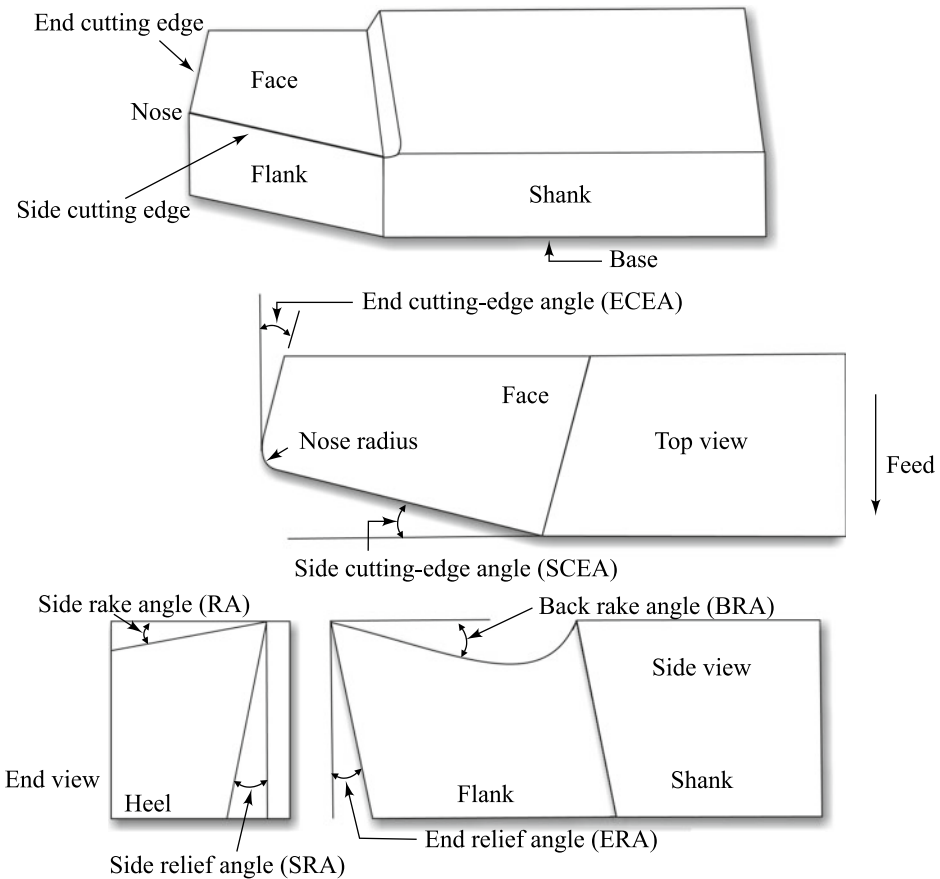 End cutting edge
Face
Nose
Flank
Shank
Side cutting edge
Base
End cutting-edge angle (ECEA)
Face
Nose radius
Top view
Feed
Side cutting-edge angle (SCEA)
Side rake angle (RA)
Back rake angle (BRA)
Side view
End view
Heel
Flank
Shank
End relief angle (ERA)
Side relief angle (SRA)